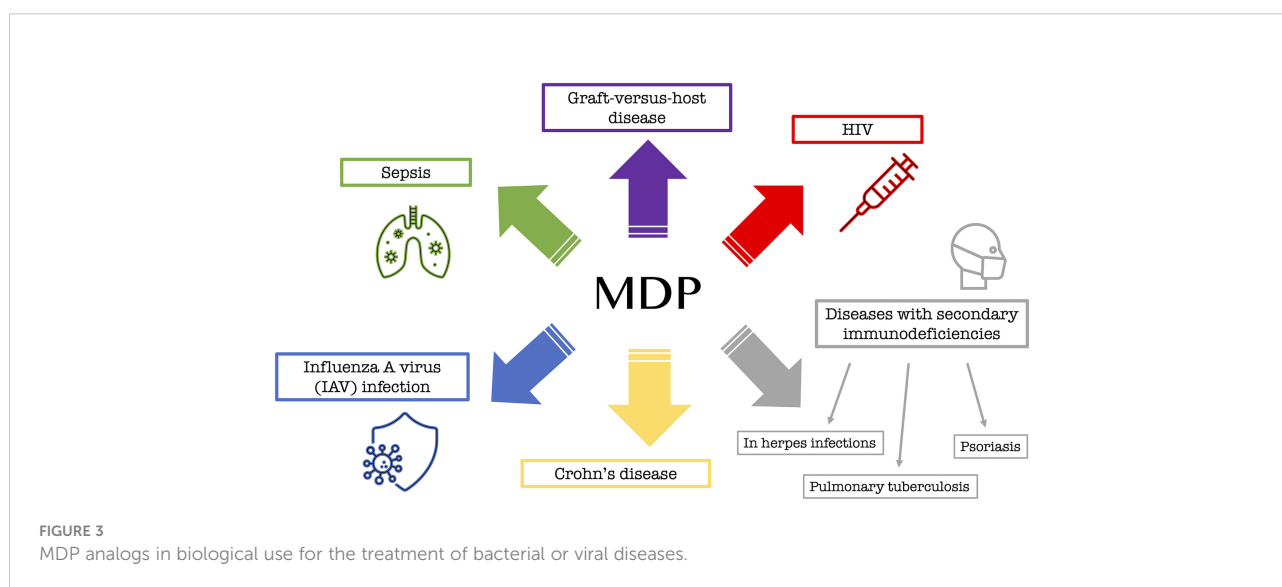 Graft-versus-host
disease
HIV
Sepsis
MDP
Diseases with secondary
immunodeficiencies
Influenza A virus
(IAV) infection
In herpes infections
Psoriasis
Crohn's disease
Pulmonary tuberculosis
FIGURE 3
MDP analogs in biological use for the treatment of bacterial or viral diseases.